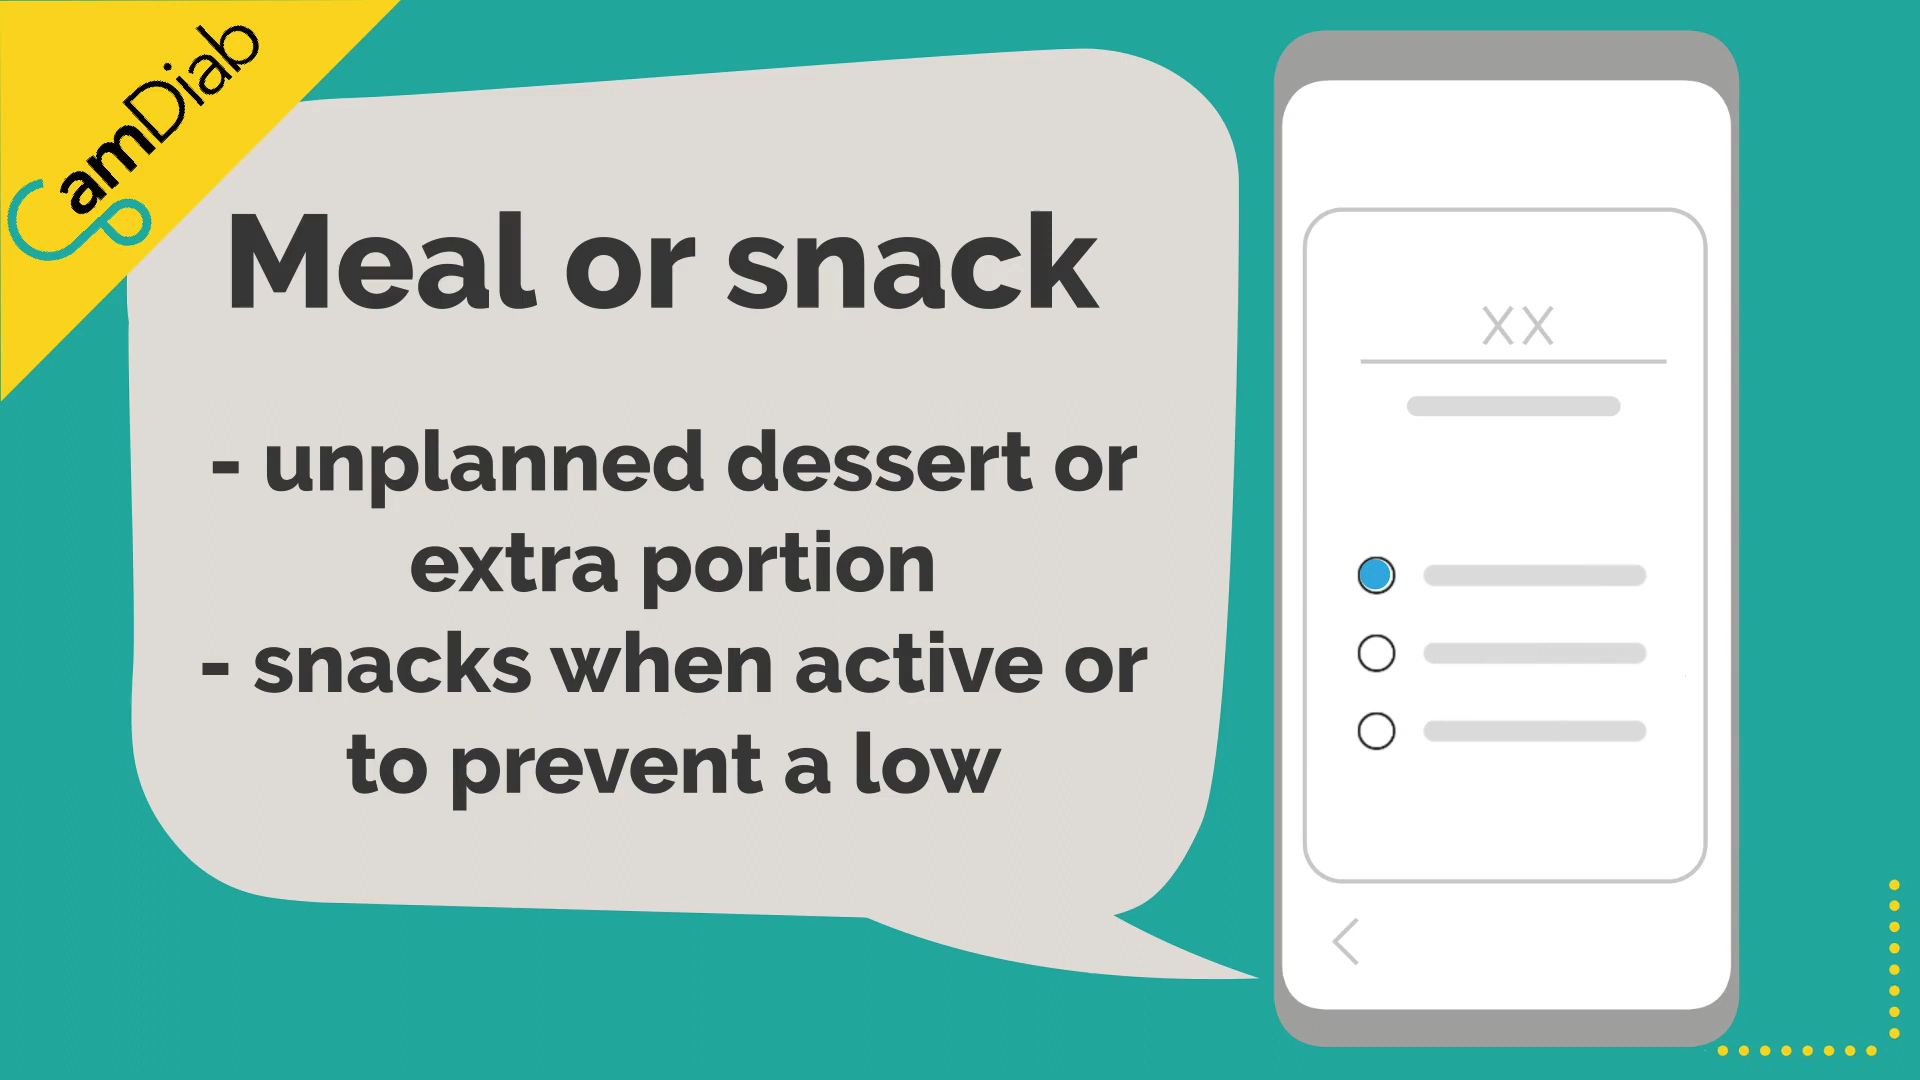 CamDiab
Meal or snack
- unplanned dessert or
extra portion
- snacks when active or
to prevent a low
XX